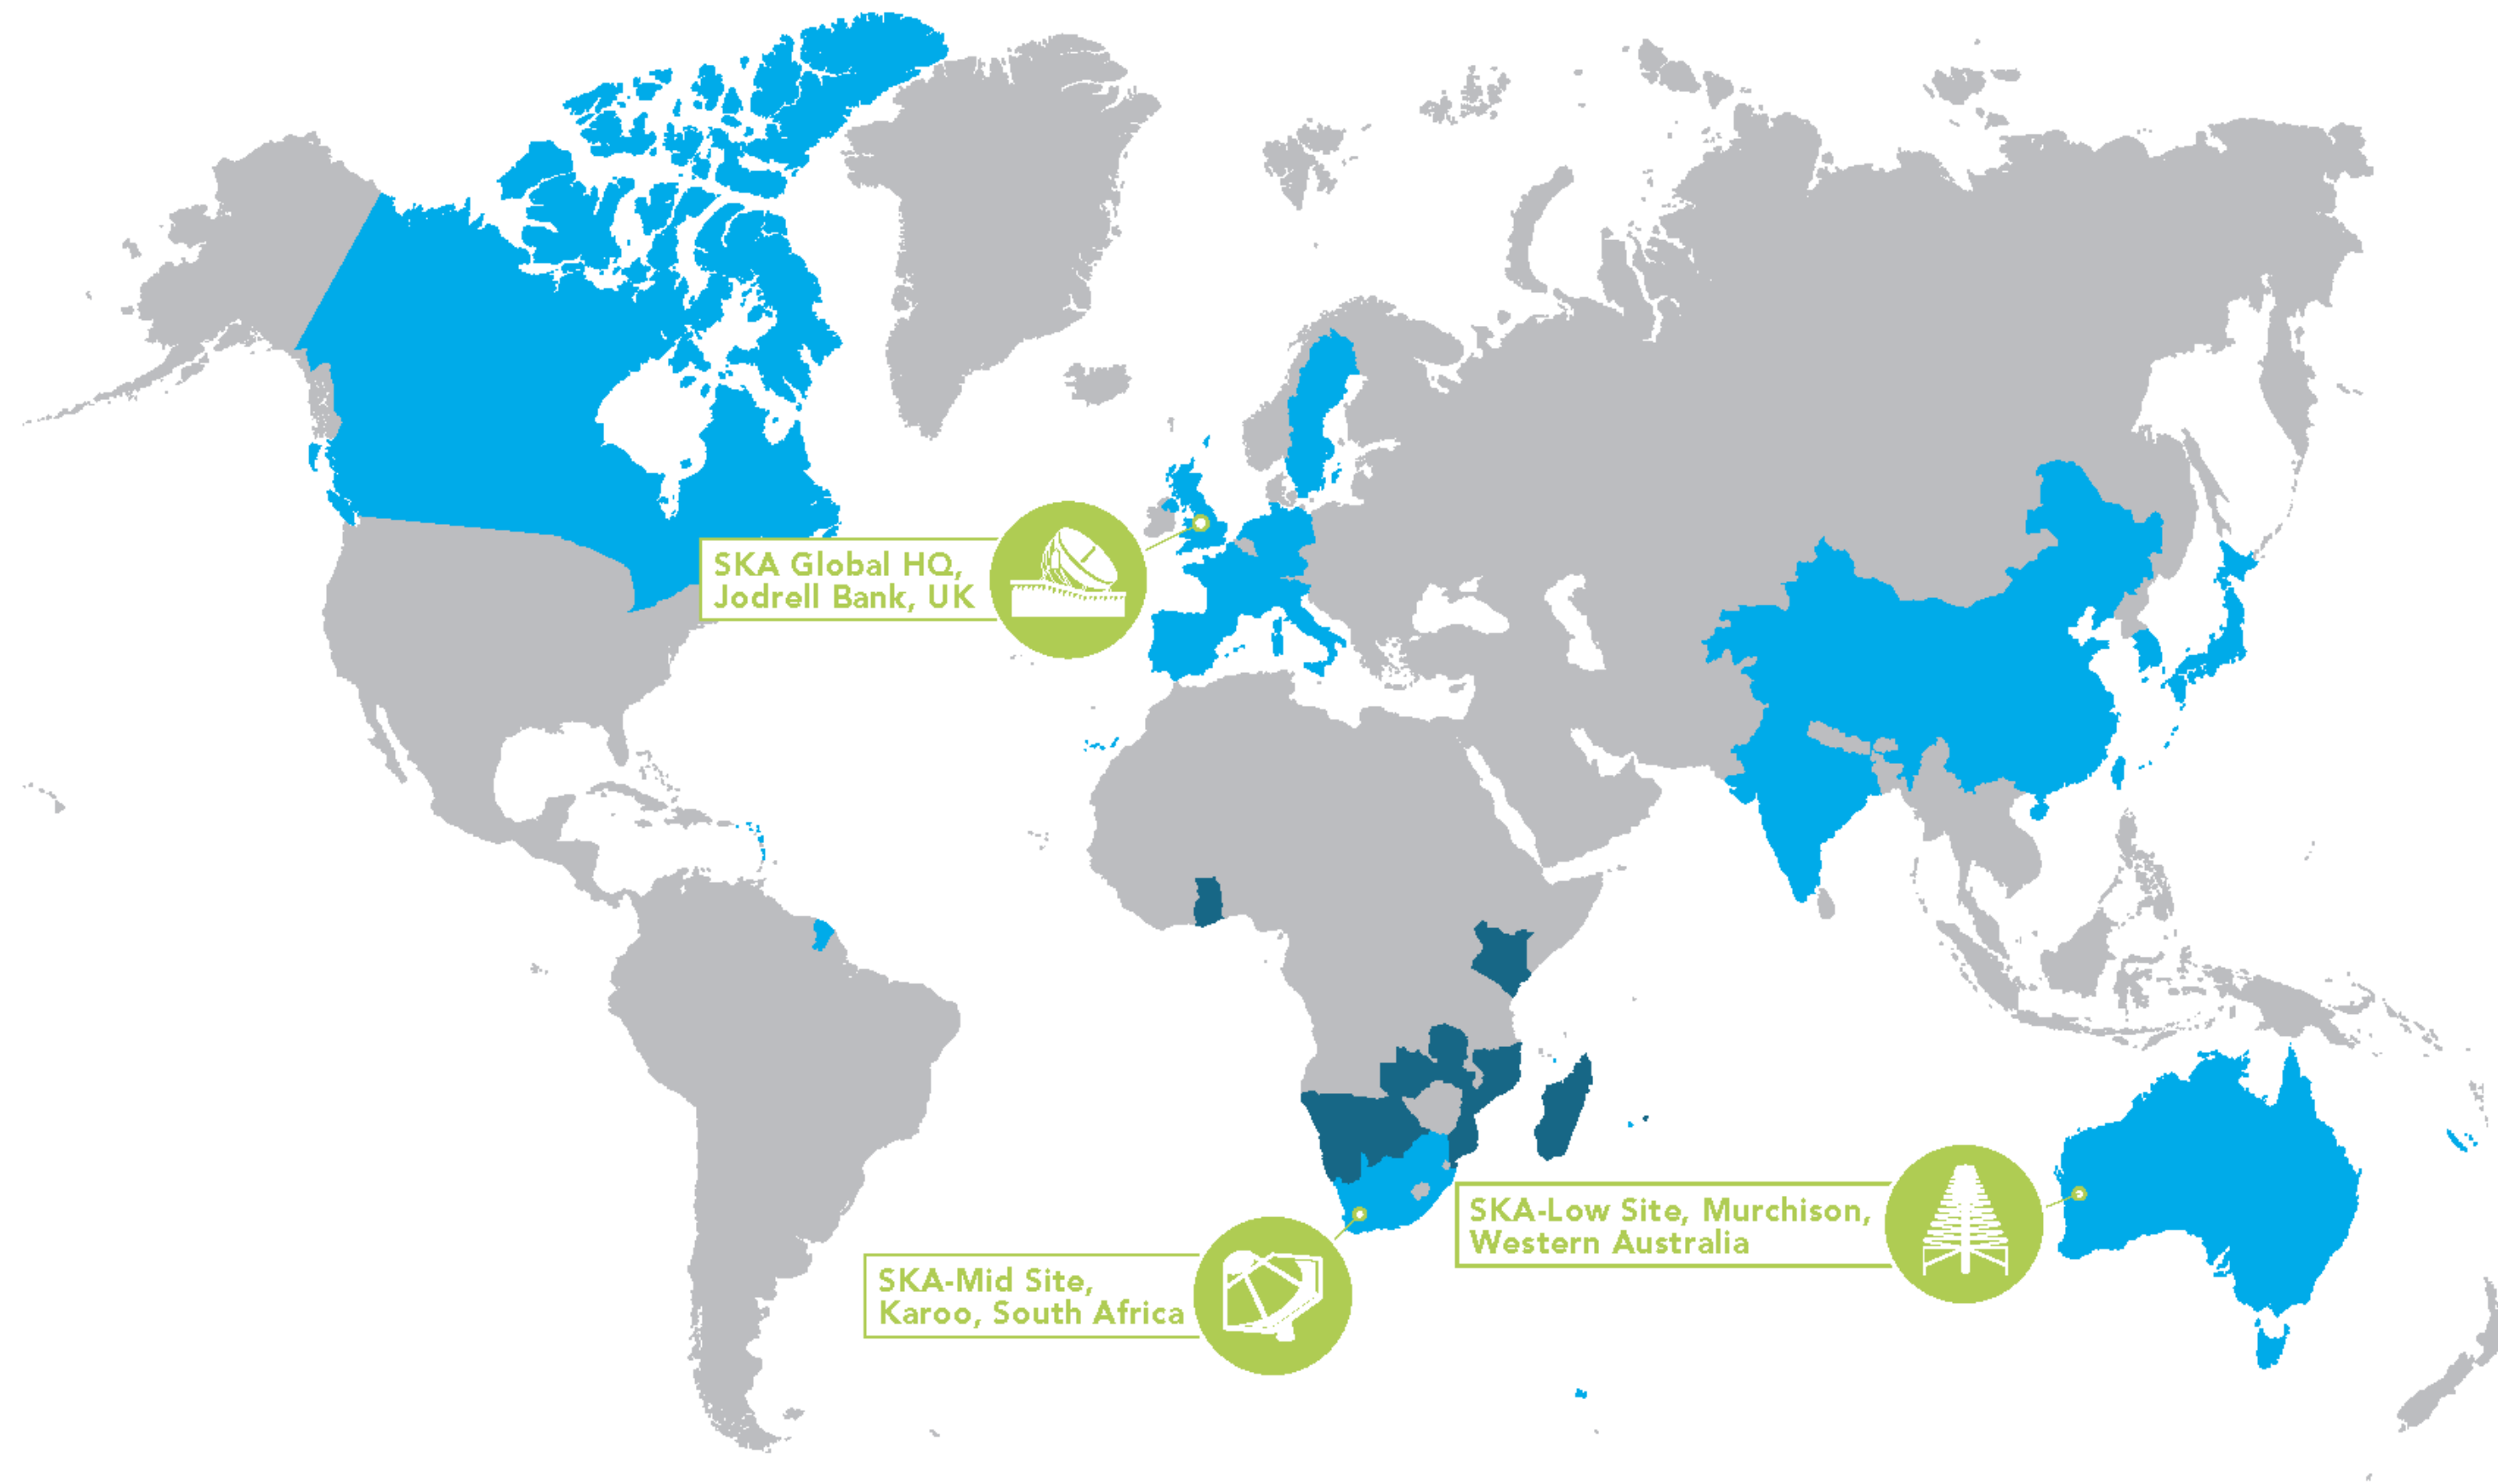 SKA Global HQ,
Jodrell Bank, UK
SKA-Low Site, Murchison,
Western Australia
SKA-Mid Site,
Karoo, South Africa